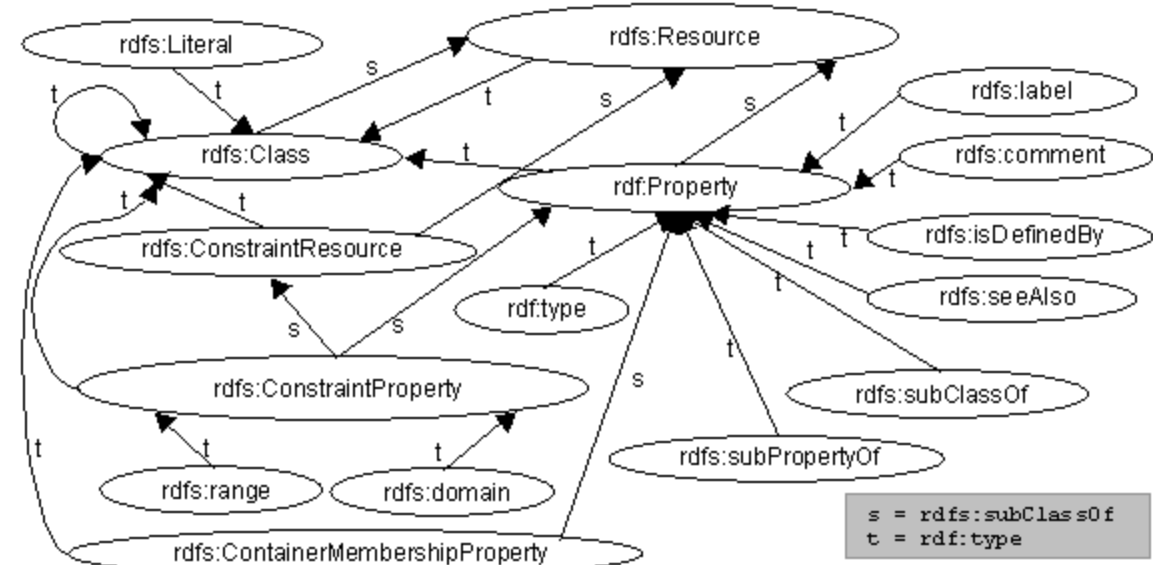 rdfs:Literal
rdfs:Resource
s
t
t
t
s
s
rdfs:label
t
rdfs:Class
t
rdfs:comment
t
rdf:Property
t
t
rdfs:ConstraintResource
t
t
rdfs:isDefinedBy
t
t
rdfs:seeAlso
rdf:type
s
s
t
s
rdfs:ConstraintProperty
rdfs:subClassOf
t
t
t
rdfs:subPropertyOf
rdfs:range
rdfs:domain
rdfs:ContainerMembershipProperty
s = rdfs:subClassOf
t = rdf:type